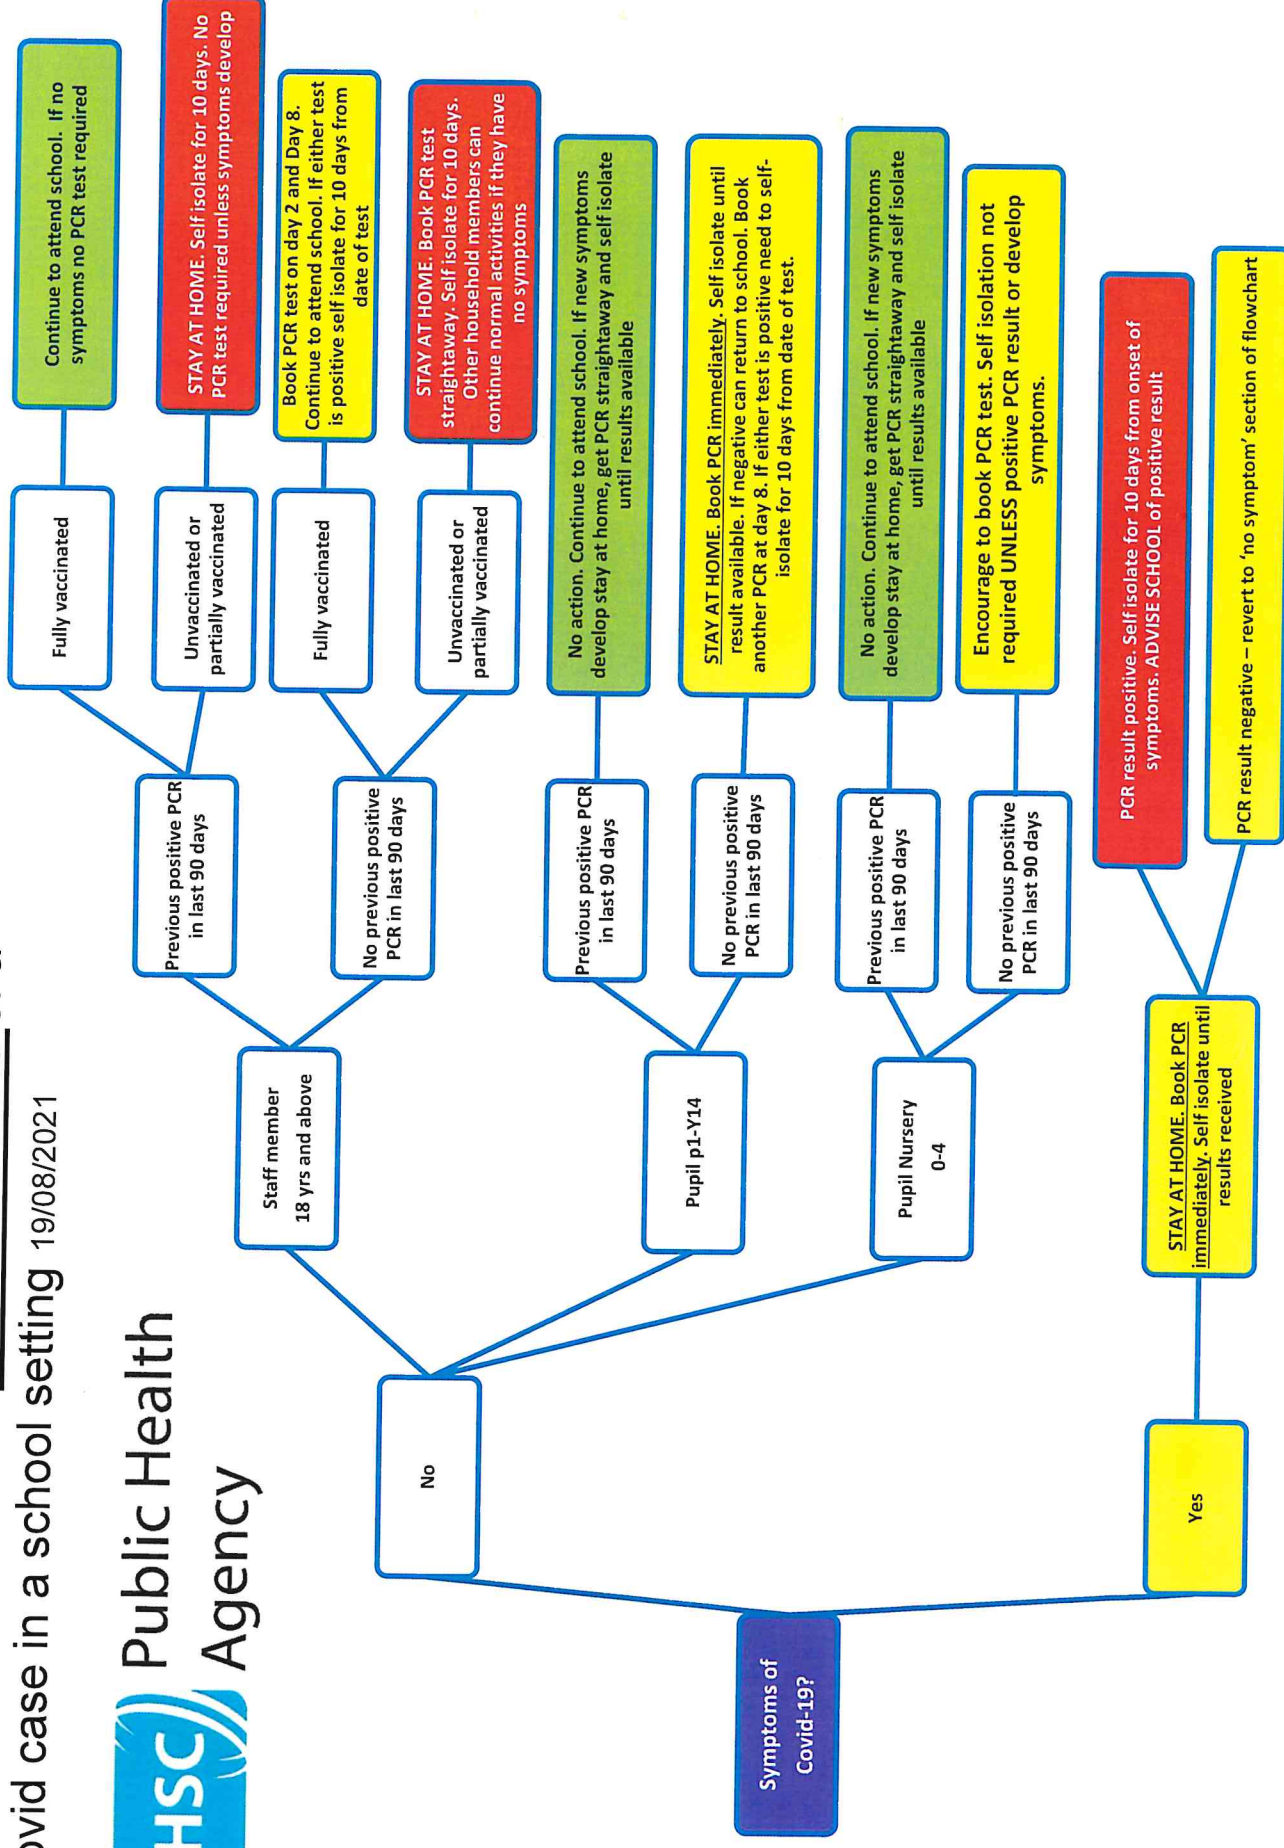 ovid case in a school setting 19/08/2021
HSC
Public Health
Agency
Symptoms of
Covid-19?
No
Staff member
18 yrs and above
Previous positive PCR
in last 90 days
Fully vaccinated
Continue to attend school. If no
symptoms no PCR test required
Unvaccinated or
partially vaccinated
STAY AT HOME. Self isolate for 10 days. No
PCR test required unless symptoms develop
No previous positive
PCR in last 90 days
Fully vaccinated
Book PCR test on day 2 and Day 8.
Continue to attend school. If either test
is positive self isolate for 10 days from
date of test
Unvaccinated or
partially vaccinated
STAY AT HOME. Book PCR test
straightaway. Self isolate for 10 days.
Other household members can
continue normal activities if they have
no symptoms
Pupil p1-Y14
Previous positive PCR
in last 90 days
No action. Continue to attend school. If new symptoms
develop stay at home, get PCR straightaway and self isolate
until results available
No previous positive
PCR in last 90 days
STAY AT HOME. Book PCR immediately. Self isolate until
result available. If negative can return to school. Book
another PCR at day 8. If either test is positive need to self-
isolate for 10 days from date of test.
Pupil Nursery
0-4
Previous positive PCR
in last 90 days
No action. Continue to attend school. If new symptoms
develop stay at home, get PCR straightaway and self isolate
until results available
No previous positive
PCR in last 90 days
Encourage to book PCR test. Self isolation not
required UNLESS positive PCR result or develop
symptoms.
Yes
STAY AT HOME. Book PCR
immediately. Self isolate until
results received
PCR result positive. Self isolate for 10 days from onset of
symptoms. ADVISE SCHOOL of positive result
PCR result negative – revert to 'no symptom' section of flowchart